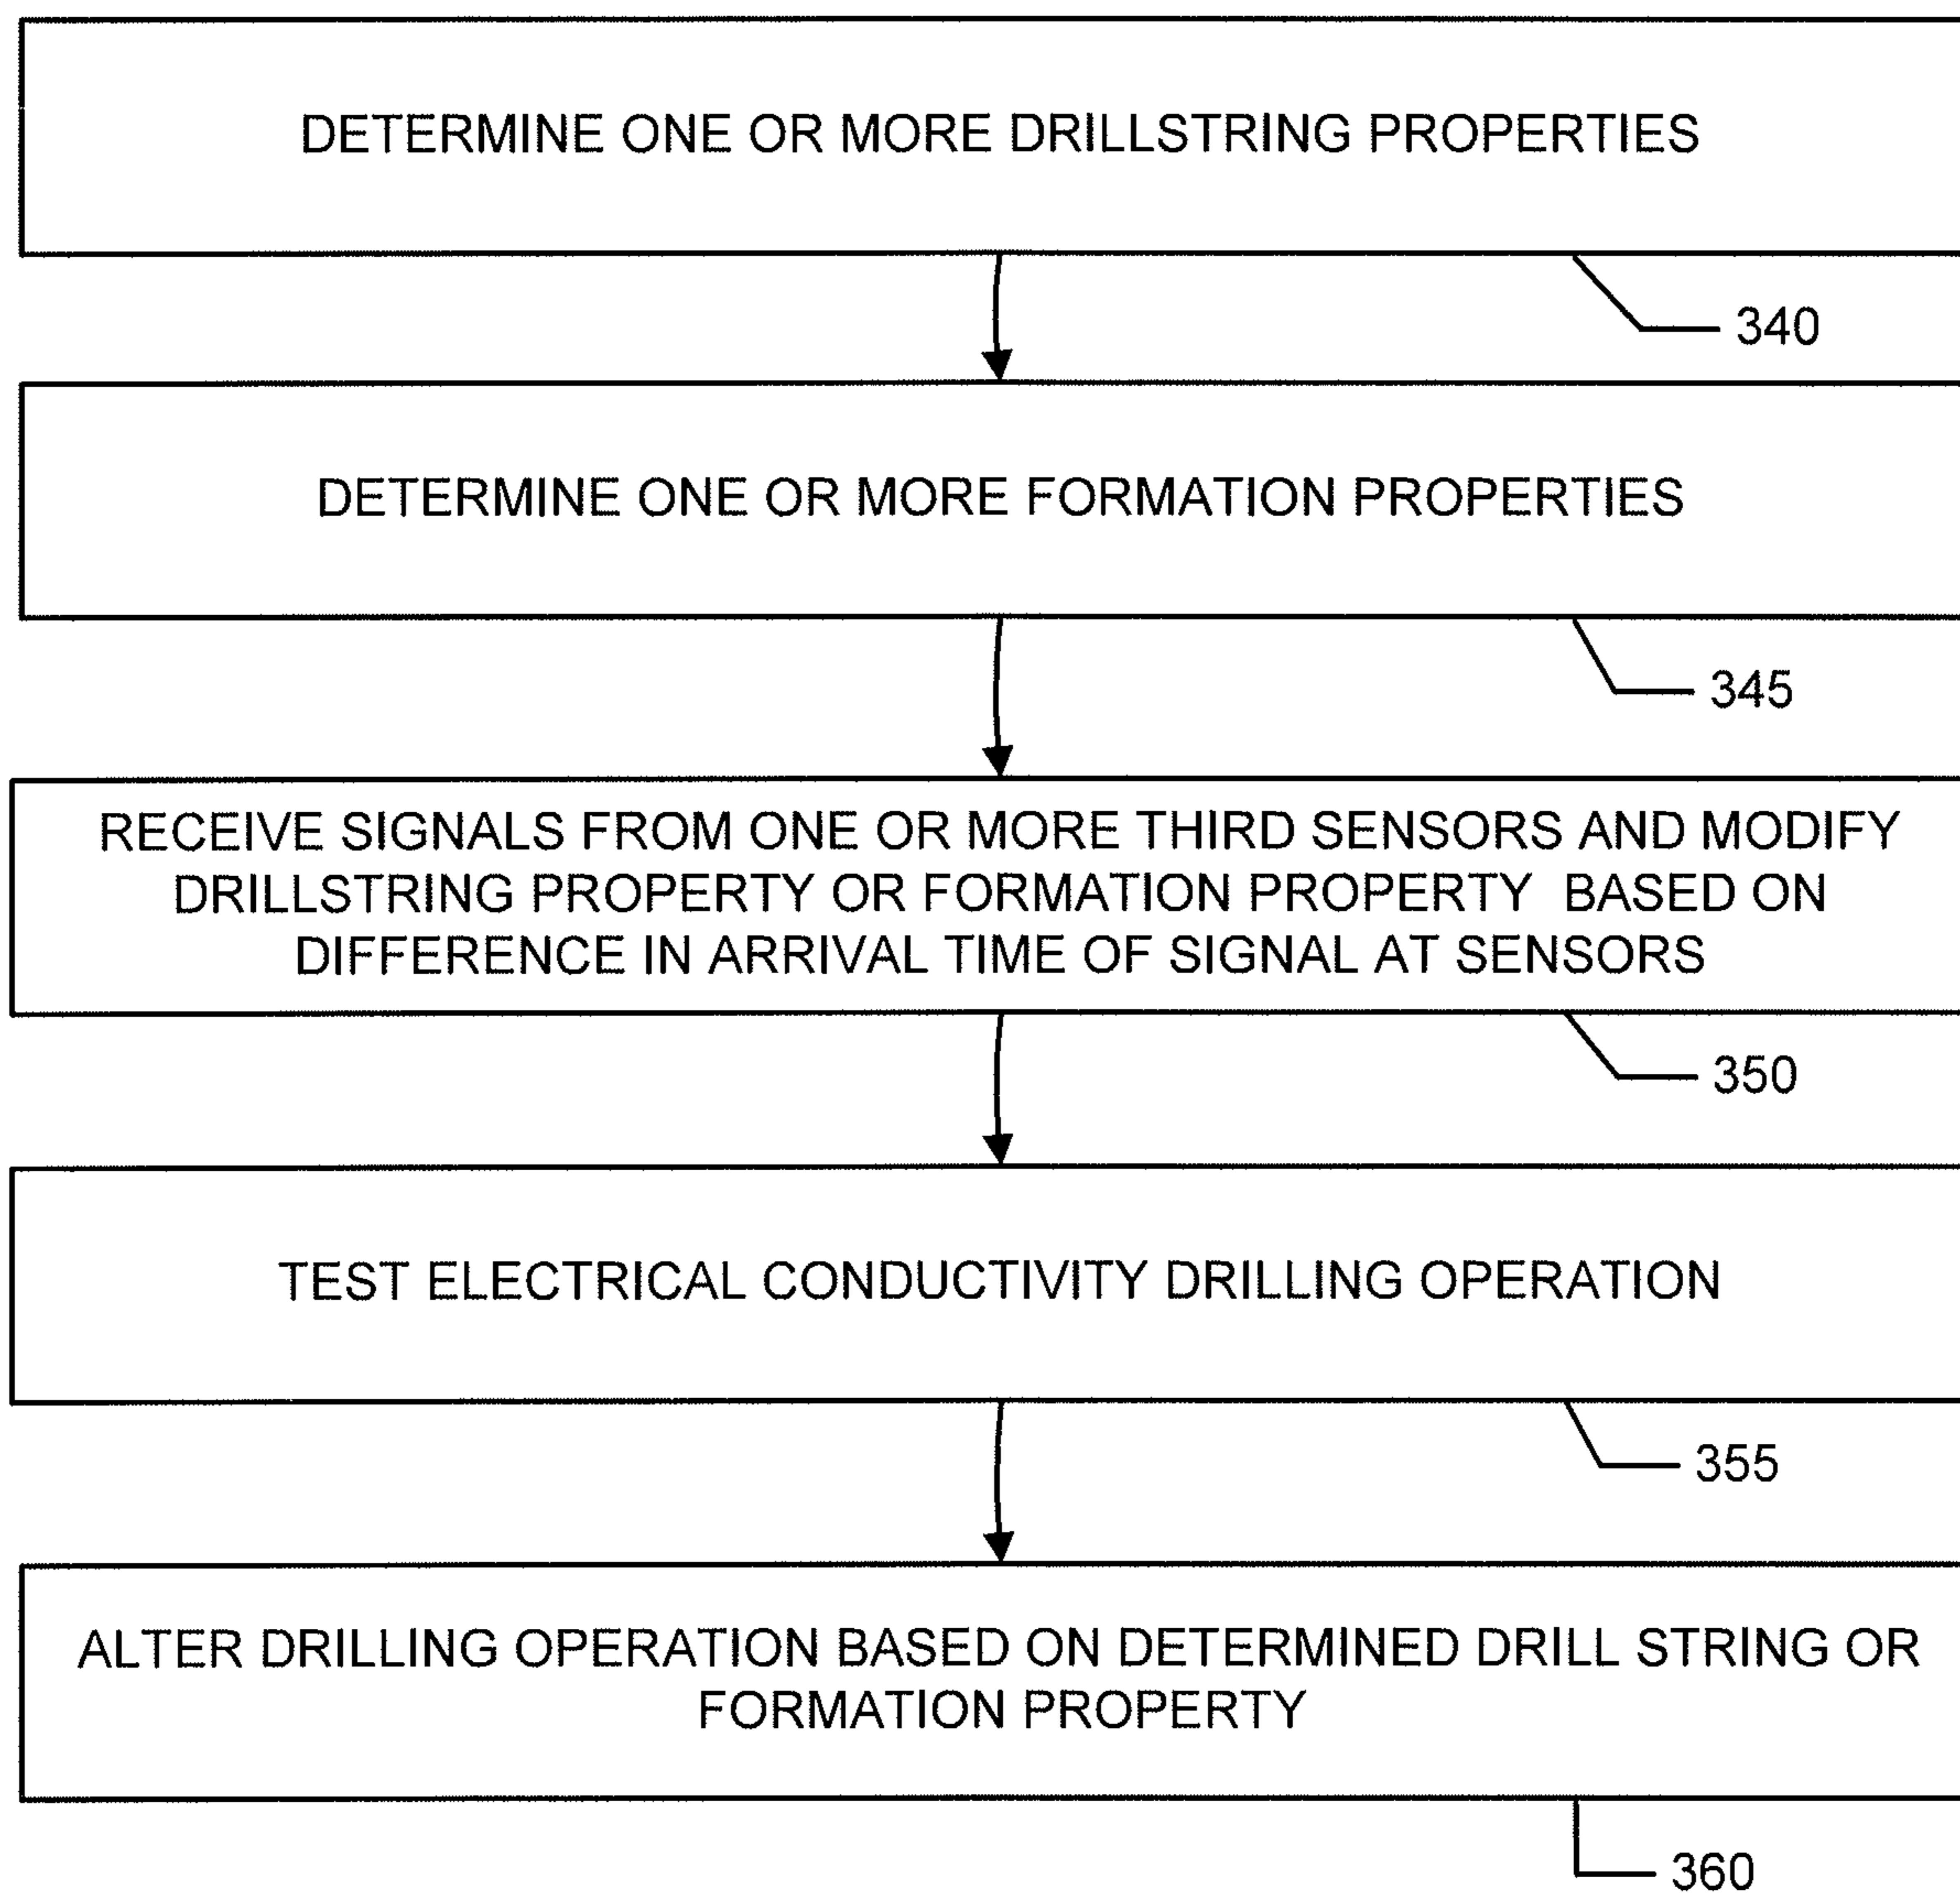 DETERMINE ONE OR MORE DRILLSTRING PROPERTIES
340
DETERMINE ONE OR MORE FORMATION PROPERTIES
345
RECEIVE SIGNALS FROM ONE OR MORE THIRD SENSORS AND MODIFY
DRILLSTRING PROPERTY OR FORMATION PROPERTY BASED ON
DIFFERENCE IN ARRIVAL TIME OF SIGNAL AT SENSORS
350
TEST ELECTRICAL CONDUCTIVITY DRILLING OPERATION
355
ALTER DRILLING OPERATION BASED ON DETERMINED DRILL STRING OR
FORMATION PROPERTY
360